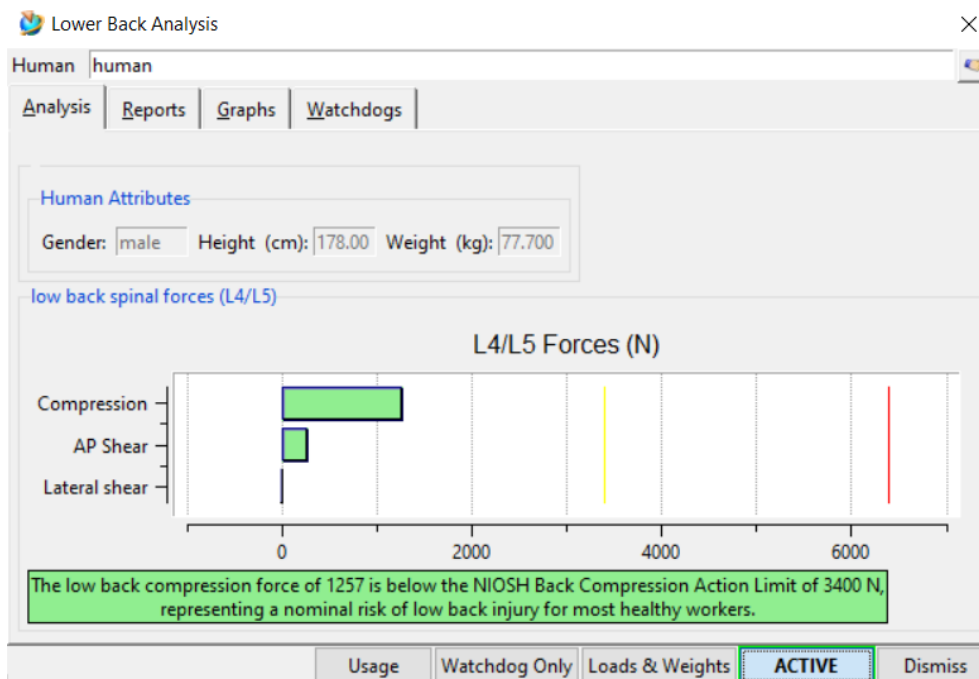 Lower Back Analysis
Human human
Analysis Reports Graphs Watchdogs
Human Attributes
Gender: male Height (cm): 178.00 Weight (kg): 77.700
low back spinal forces (L4/L5)
L4/L5 Forces (N)
Compression
AP Shear
Lateral shear
0 2000 4000 6000
The low back compression force of 1257 is below the NIOSH Back Compression Action Limit of 3400 N,
representing a nominal risk of low back injury for most healthy workers.
Usage Watchdog Only Loads & Weights ACTIVE Dismiss